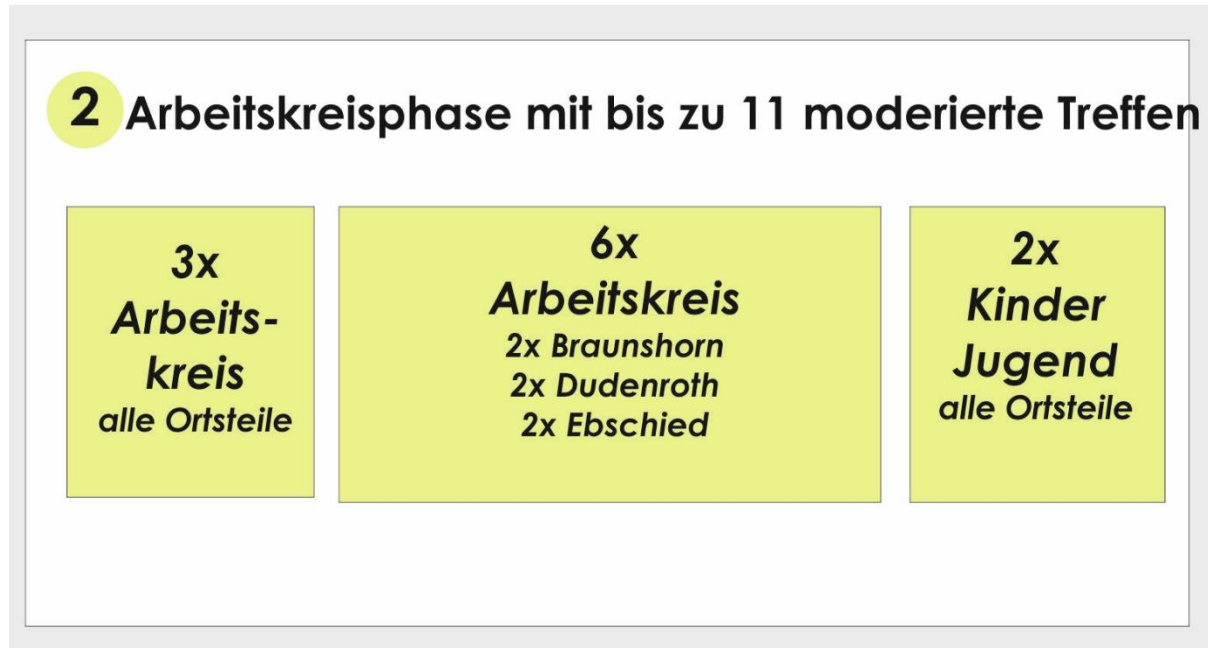 2 Arbeitskreisphase mit bis zu 11 moderierte Treffen
3x
Arbeits-
kreis
alle Ortsteile
6x
Arbeitskreis
2x Braunshorn
2x Dudenroth
2x Ebschied
2x
Kinder
Jugend
alle Ortsteile